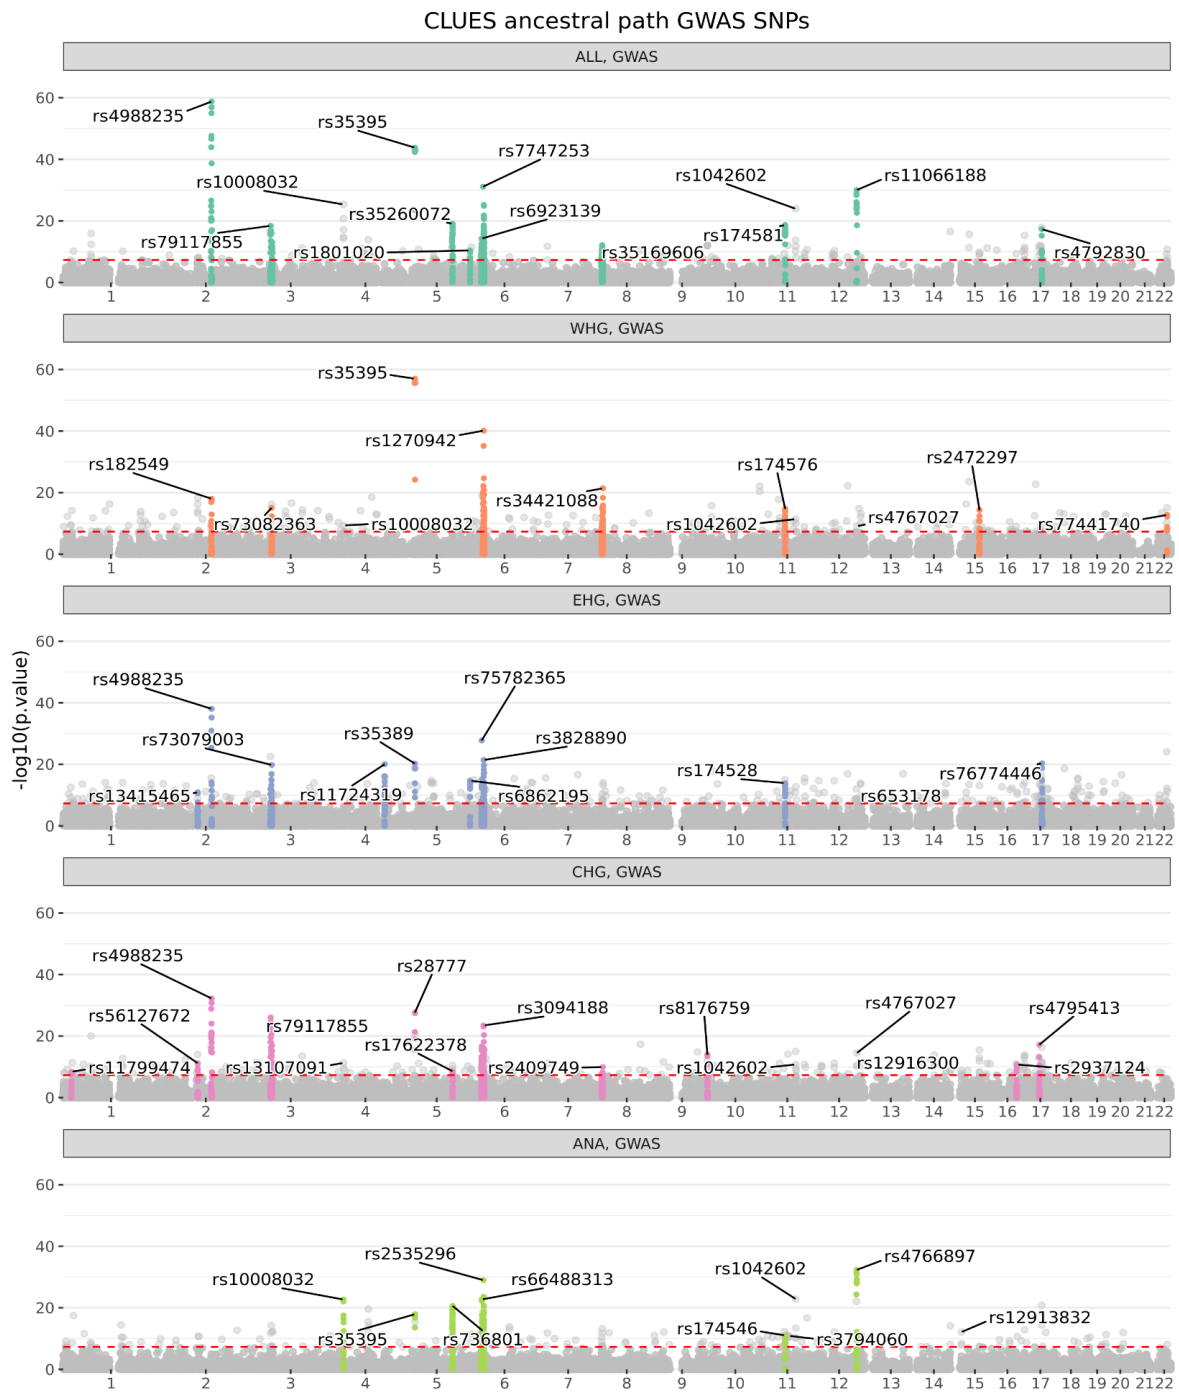 CLUES ancestral path GWAS SNPs
ALL, GWAS
60
rs4988235
rs35395
rs7747253
40
rs10008032
rs1042602
rs11066188
rs35260072
rs6923139
20
rs79117855
rs1801020
rs174581
rs35169606
rs4792830
0
1 2 3 4 5 6 7 8 9 10 11 12 13 14 15 16 17 18 19 20 21 22
WHG, GWAS
60
rs35395
40
rs1270942
rs182549
rs174576
rs2472297
20
rs34421088
rs73082363
rs10008032
rs1042602
rs4767027
rs77441740
0
1 2 3 4 5 6 7 8 9 10 11 12 13 14 15 16 17 18 19 20 21 22
EHG, GWAS
-log10(p.value)
60
rs4988235
rs75782365
40
rs73079003
rs35389
rs3828890
20
rs174528
rs76774446
rs13415465
rs11724319
rs6862195
rs653178
0
1 2 3 4 5 6 7 8 9 10 11 12 13 14 15 16 17 18 19 20 21 22
CHG, GWAS
60
rs4988235
rs28777
40
rs56127672
rs3094188
rs8176759
rs4767027
rs4795413
20
rs79117855
rs17622378
rs11799474
rs13107091
rs2409749
rs1042602
rs12916300
rs2937124
0
1 2 3 4 5 6 7 8 9 10 11 12 13 14 15 16 17 18 19 20 21 22
ANA, GWAS
60
40
rs2535296
rs4766897
rs10008032
rs66488313
rs1042602
20
rs35395
rs736801
rs174546
rs3794060
rs12913832
0
1 2 3 4 5 6 7 8 9 10 11 12 13 14 15 16 17 18 19 20 21 22